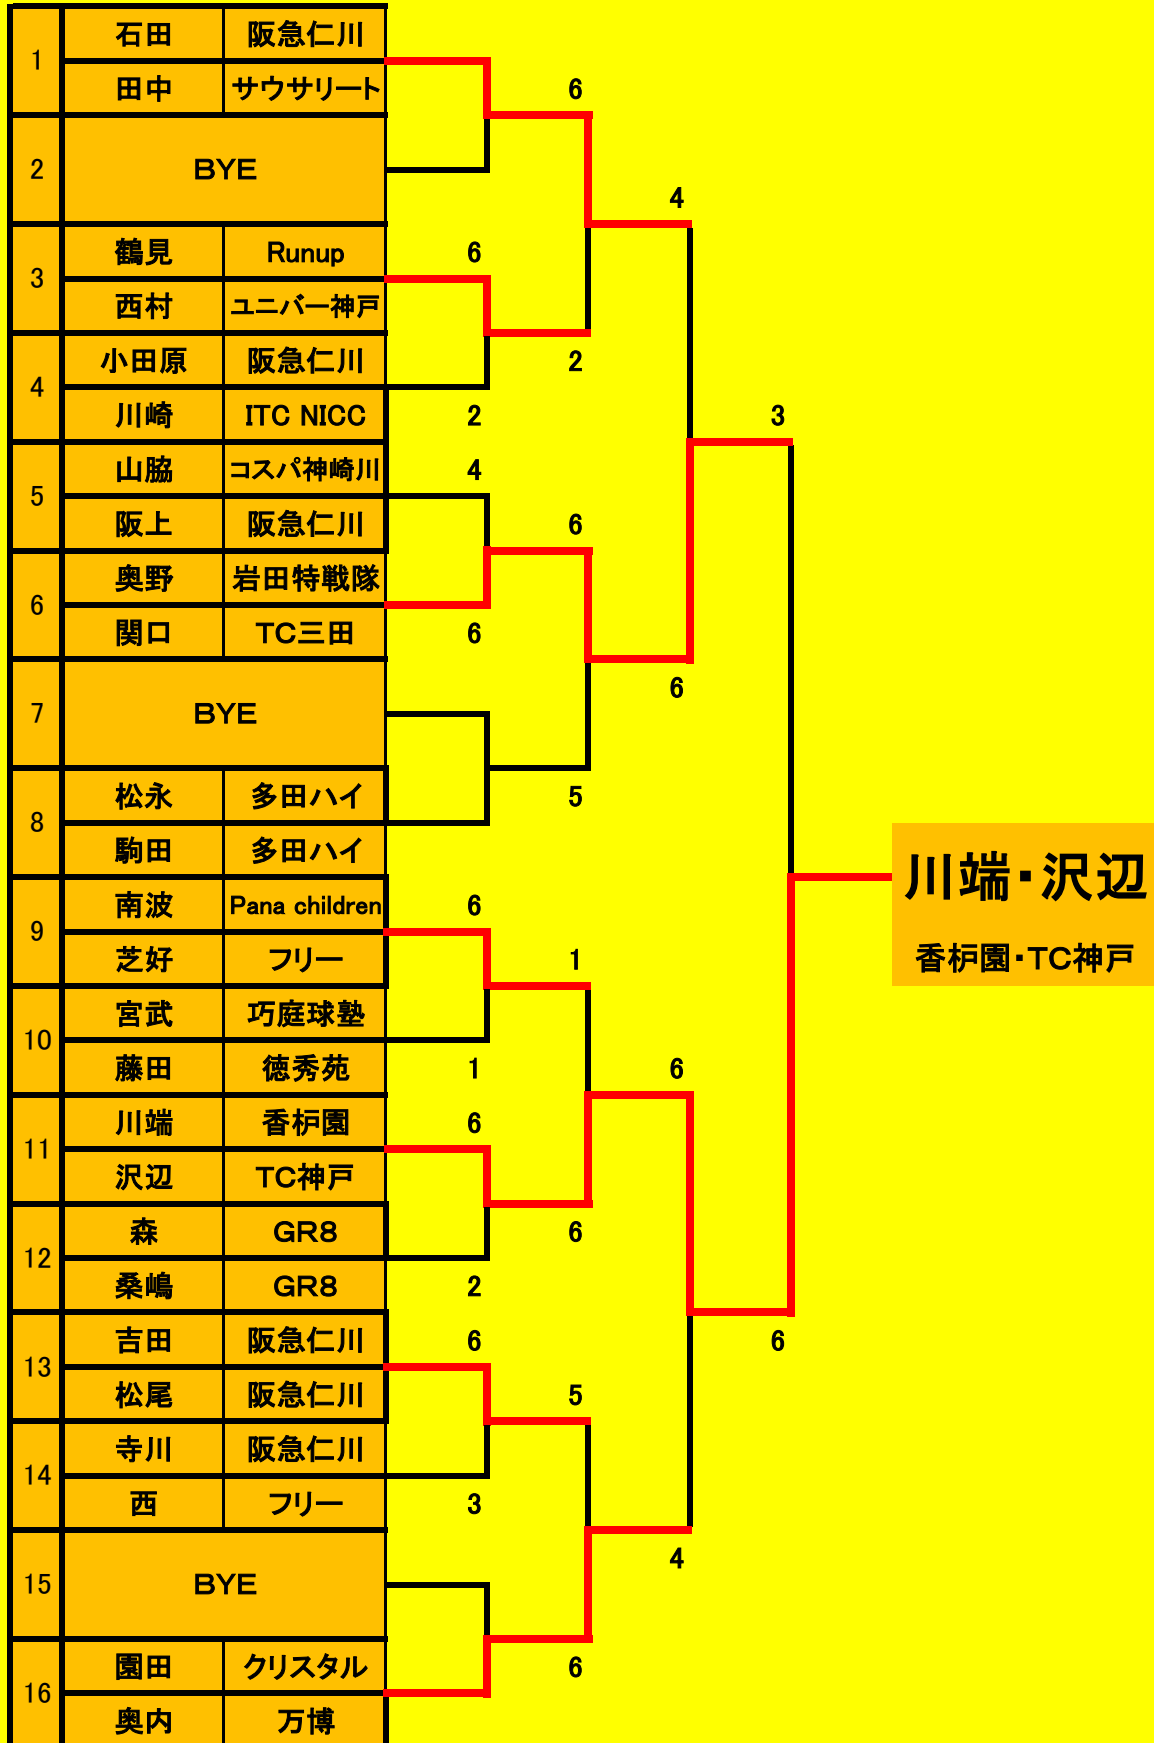 1
石田 阪急仁川
田中 サウサリート
6
2
BYE
4
3
鶴見 Runup
6
西村 ユニバー神戸
2
4
小田原 阪急仁川
川崎 ITC NICC
2
3
5
山脇 コスパ神崎川
4
阪上 阪急仁川
6
6
奥野 岩田特戦隊
関口 TC三田
6
6
7
BYE
5
8
松永 多田ハイ
駒田 多田ハイ
川端・沢辺
香枦園・TC神戸
9
南波 Pana children
6
芝好 フリー
1
10
宮武 巧庭球塾
藤田 徳秀苑
1
6
11
川端 香枦園
6
沢辺 TC神戸
6
12
森 GR8
桑嶋 GR8
2
13
吉田 阪急仁川
6
6
松尾 阪急仁川
5
14
寺川 阪急仁川
西 フリー
3
4
15
BYE
6
16
園田 クリスタル
奥内 万博